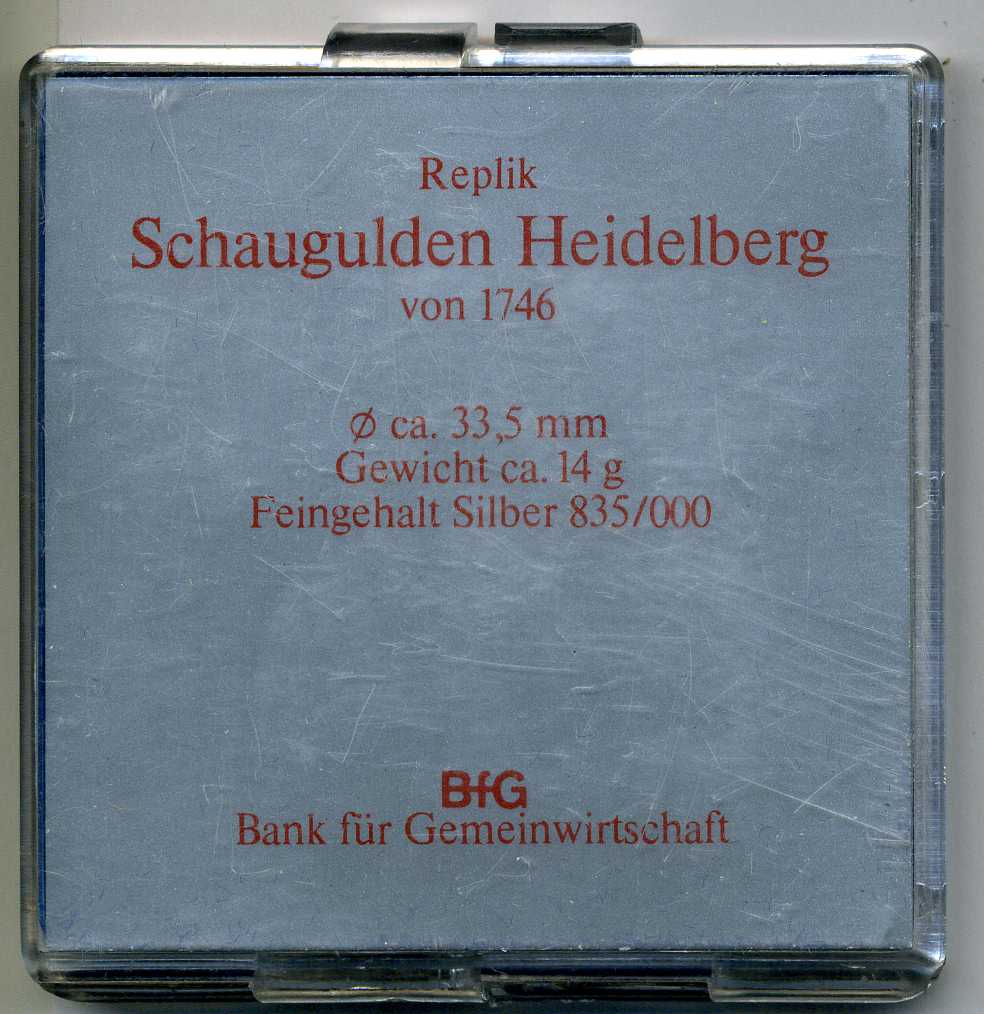 Replik
Schaugulden Heidelberg
von 1746
Ø ca. 33,5 mm
Gewicht ca. 14 g
Feingehalt Silber 835/000
BfG
Bank für Gemeinwirtschaft